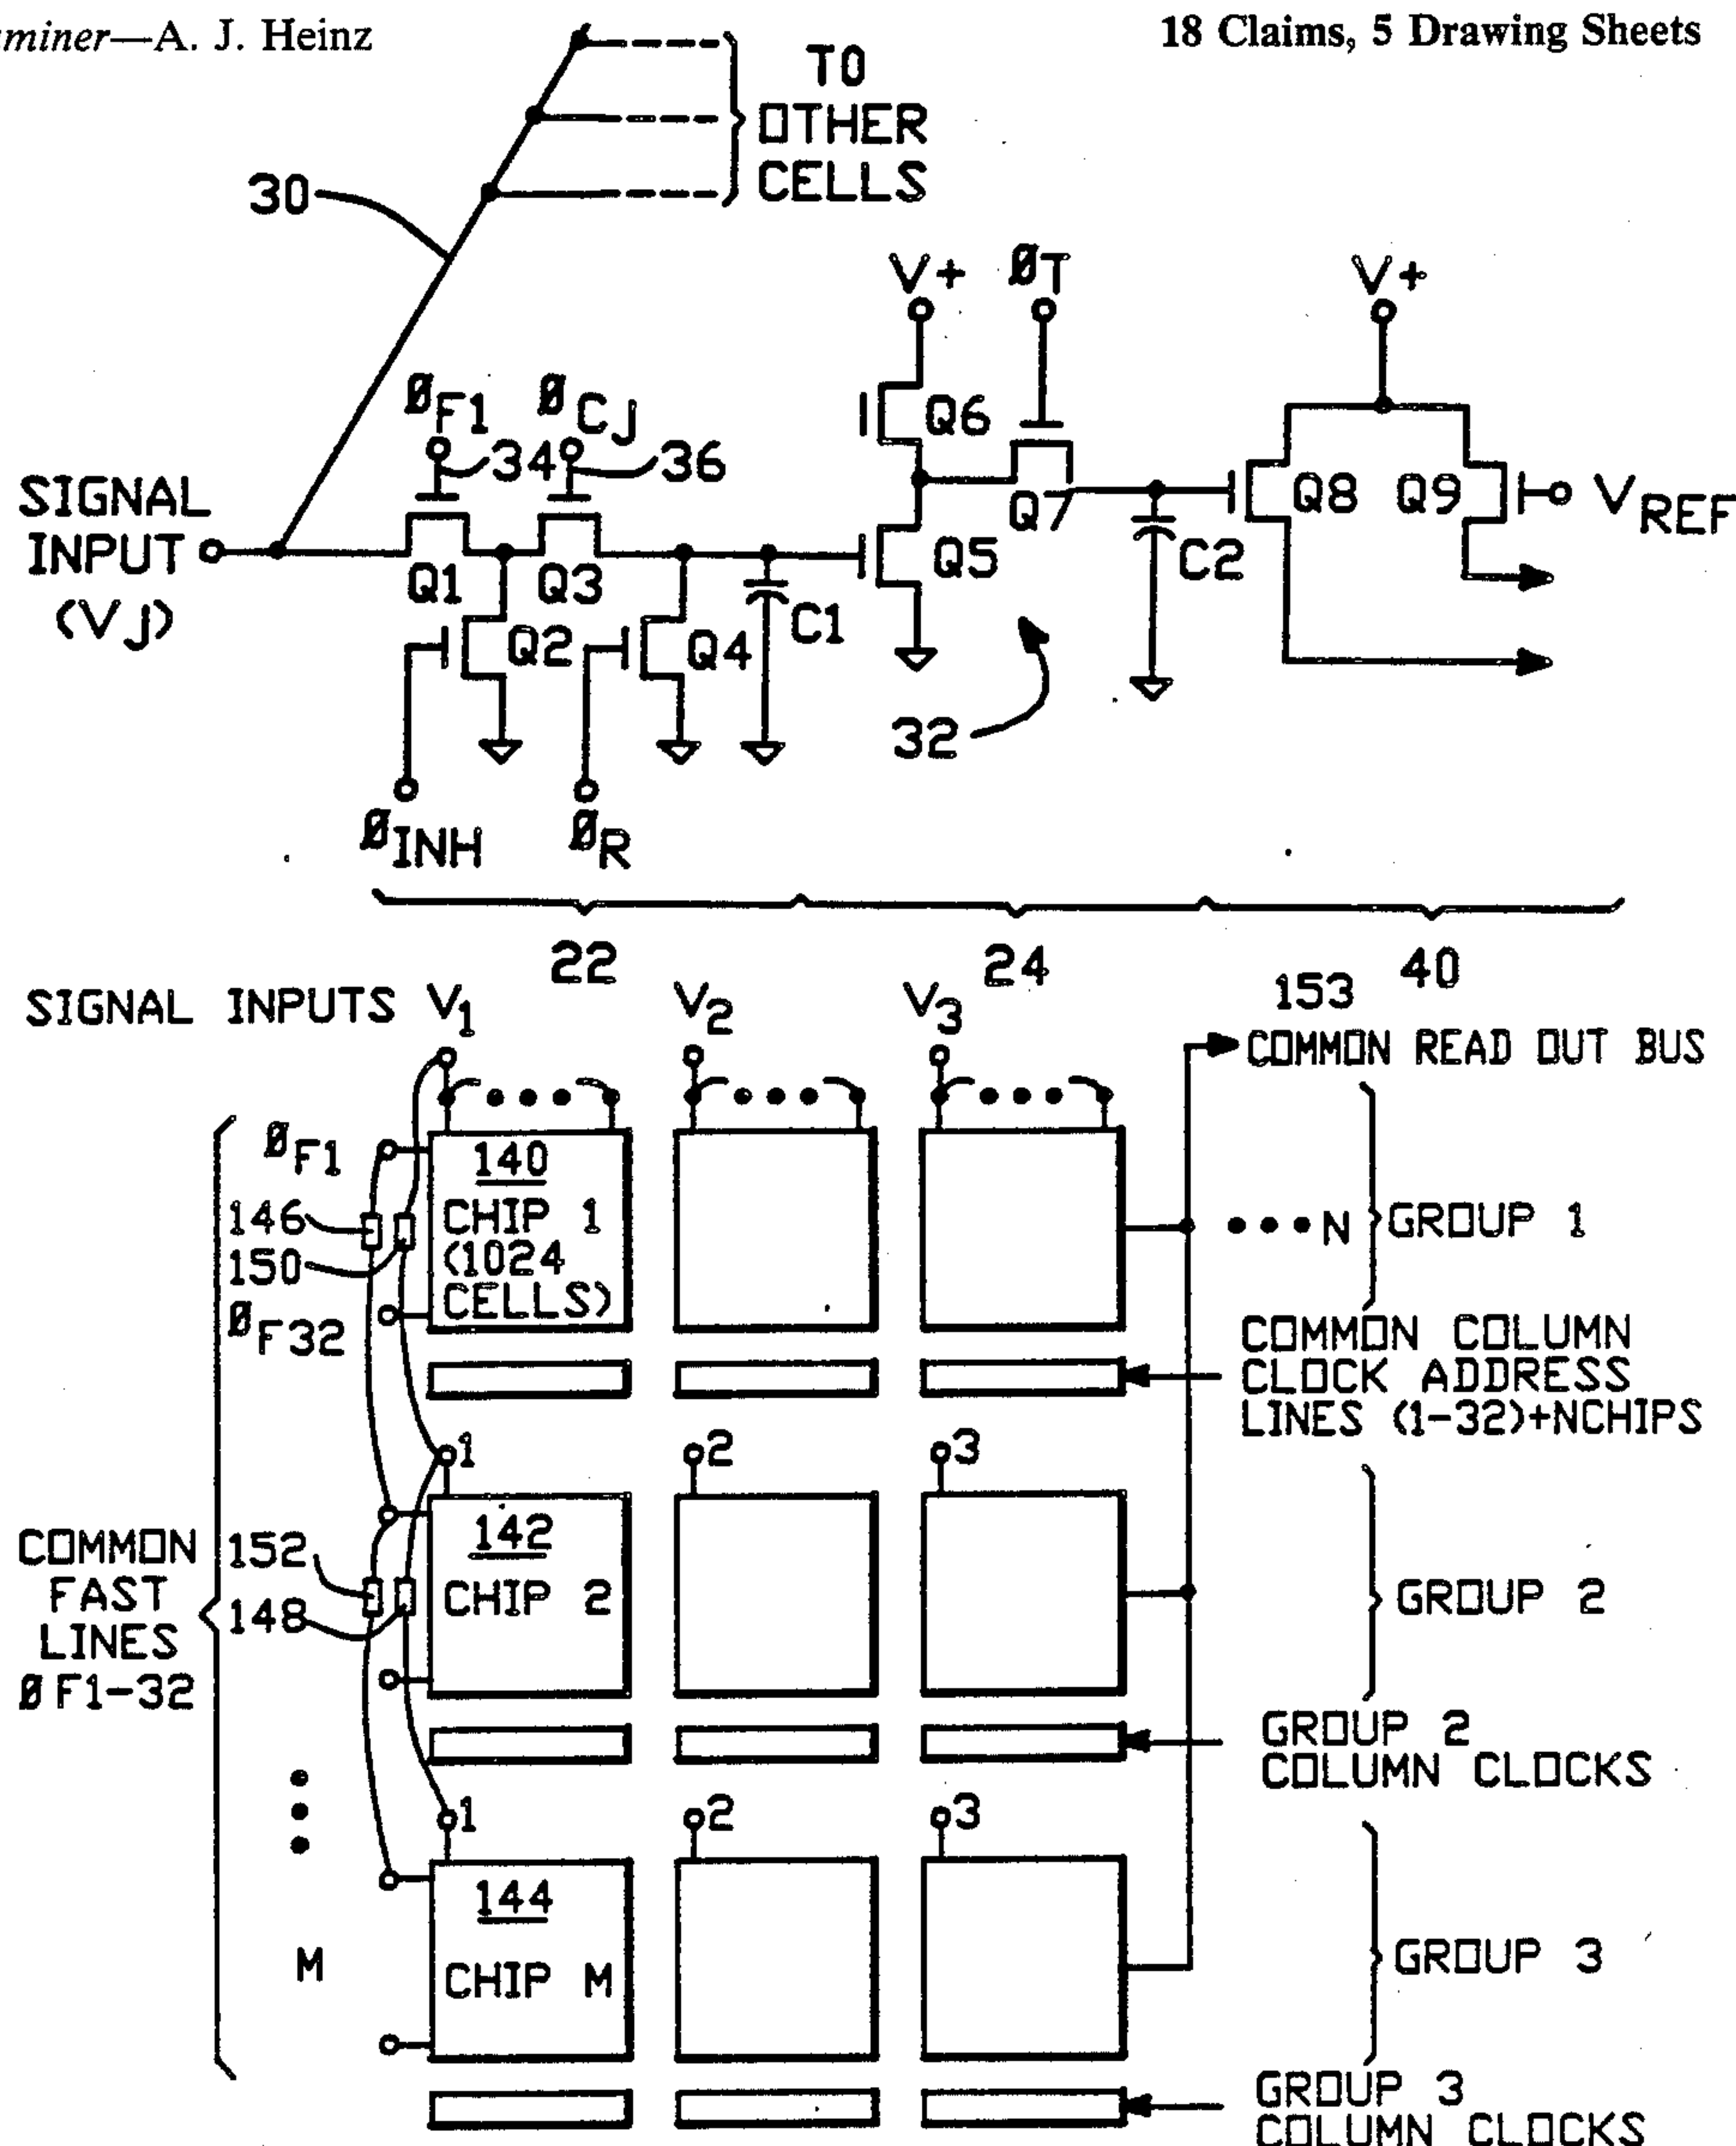 miner—A. J. Heinz
18 Claims, 5 Drawing Sheets
TO
OTHER
CELLS
30
V+
ØT
V+
ØF1
ØCJ
34
36
Q6
SIGNAL
INPUT
(VJ)
Q1
Q3
Q7
Q8
Q9
VREF
Q5
C2
Q2
Q4
C1
32
ØINH
ØR
22
24
40
SIGNAL INPUTS
V1
V2
V3
153
COMMON READ OUT BUS
ØF1
140
CHIP 1
(1024
CELLS)
146
150
ØF32
N
GROUP 1
COMMON COLUMN
CLOCK ADDRESS
LINES (1-32)+NCHIPS
1
2
3
COMMON
FAST
LINES
ØF1-32
152
148
142
CHIP 2
GROUP 2
GROUP 2
COLUMN CLOCKS
1
2
3
M
144
CHIP M
GROUP 3
GROUP 3
COLUMN CLOCKS